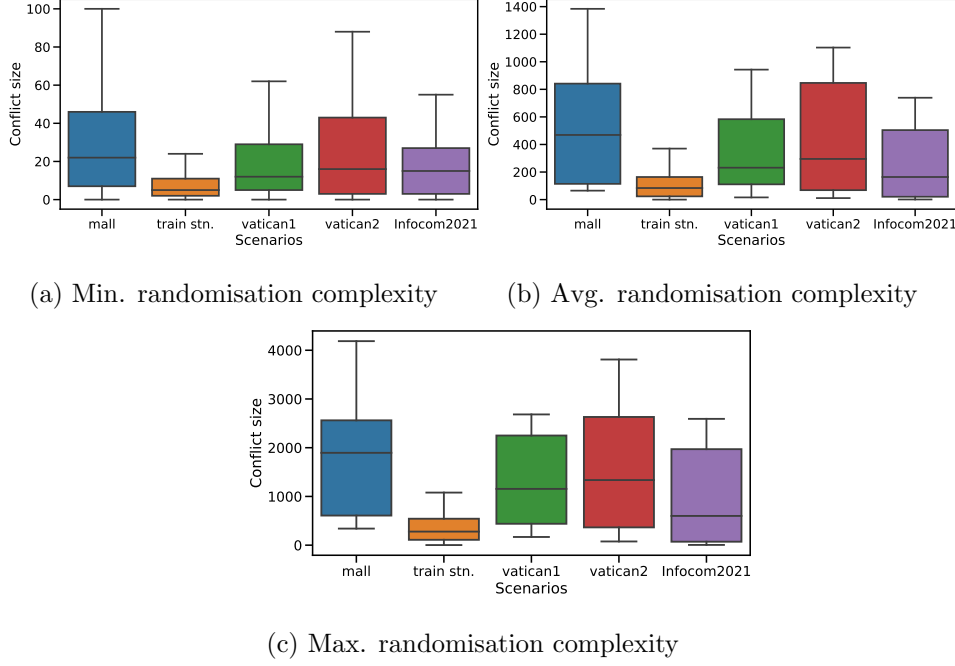 100
80
60
40
20
0
Conflict size
mall train stn. vatican1 vatican2 Infocom2021
Scenarios
1400
1200
1000
800
600
400
200
0
Conflict size
mall train stn. vatican1 vatican2 Infocom2021
Scenarios
(a) Min. randomisation complexity
(b) Avg. randomisation complexity
4000
3000
2000
1000
0
Conflict size
mall train stn. vatican1 vatican2 Infocom2021
Scenarios
(c) Max. randomisation complexity